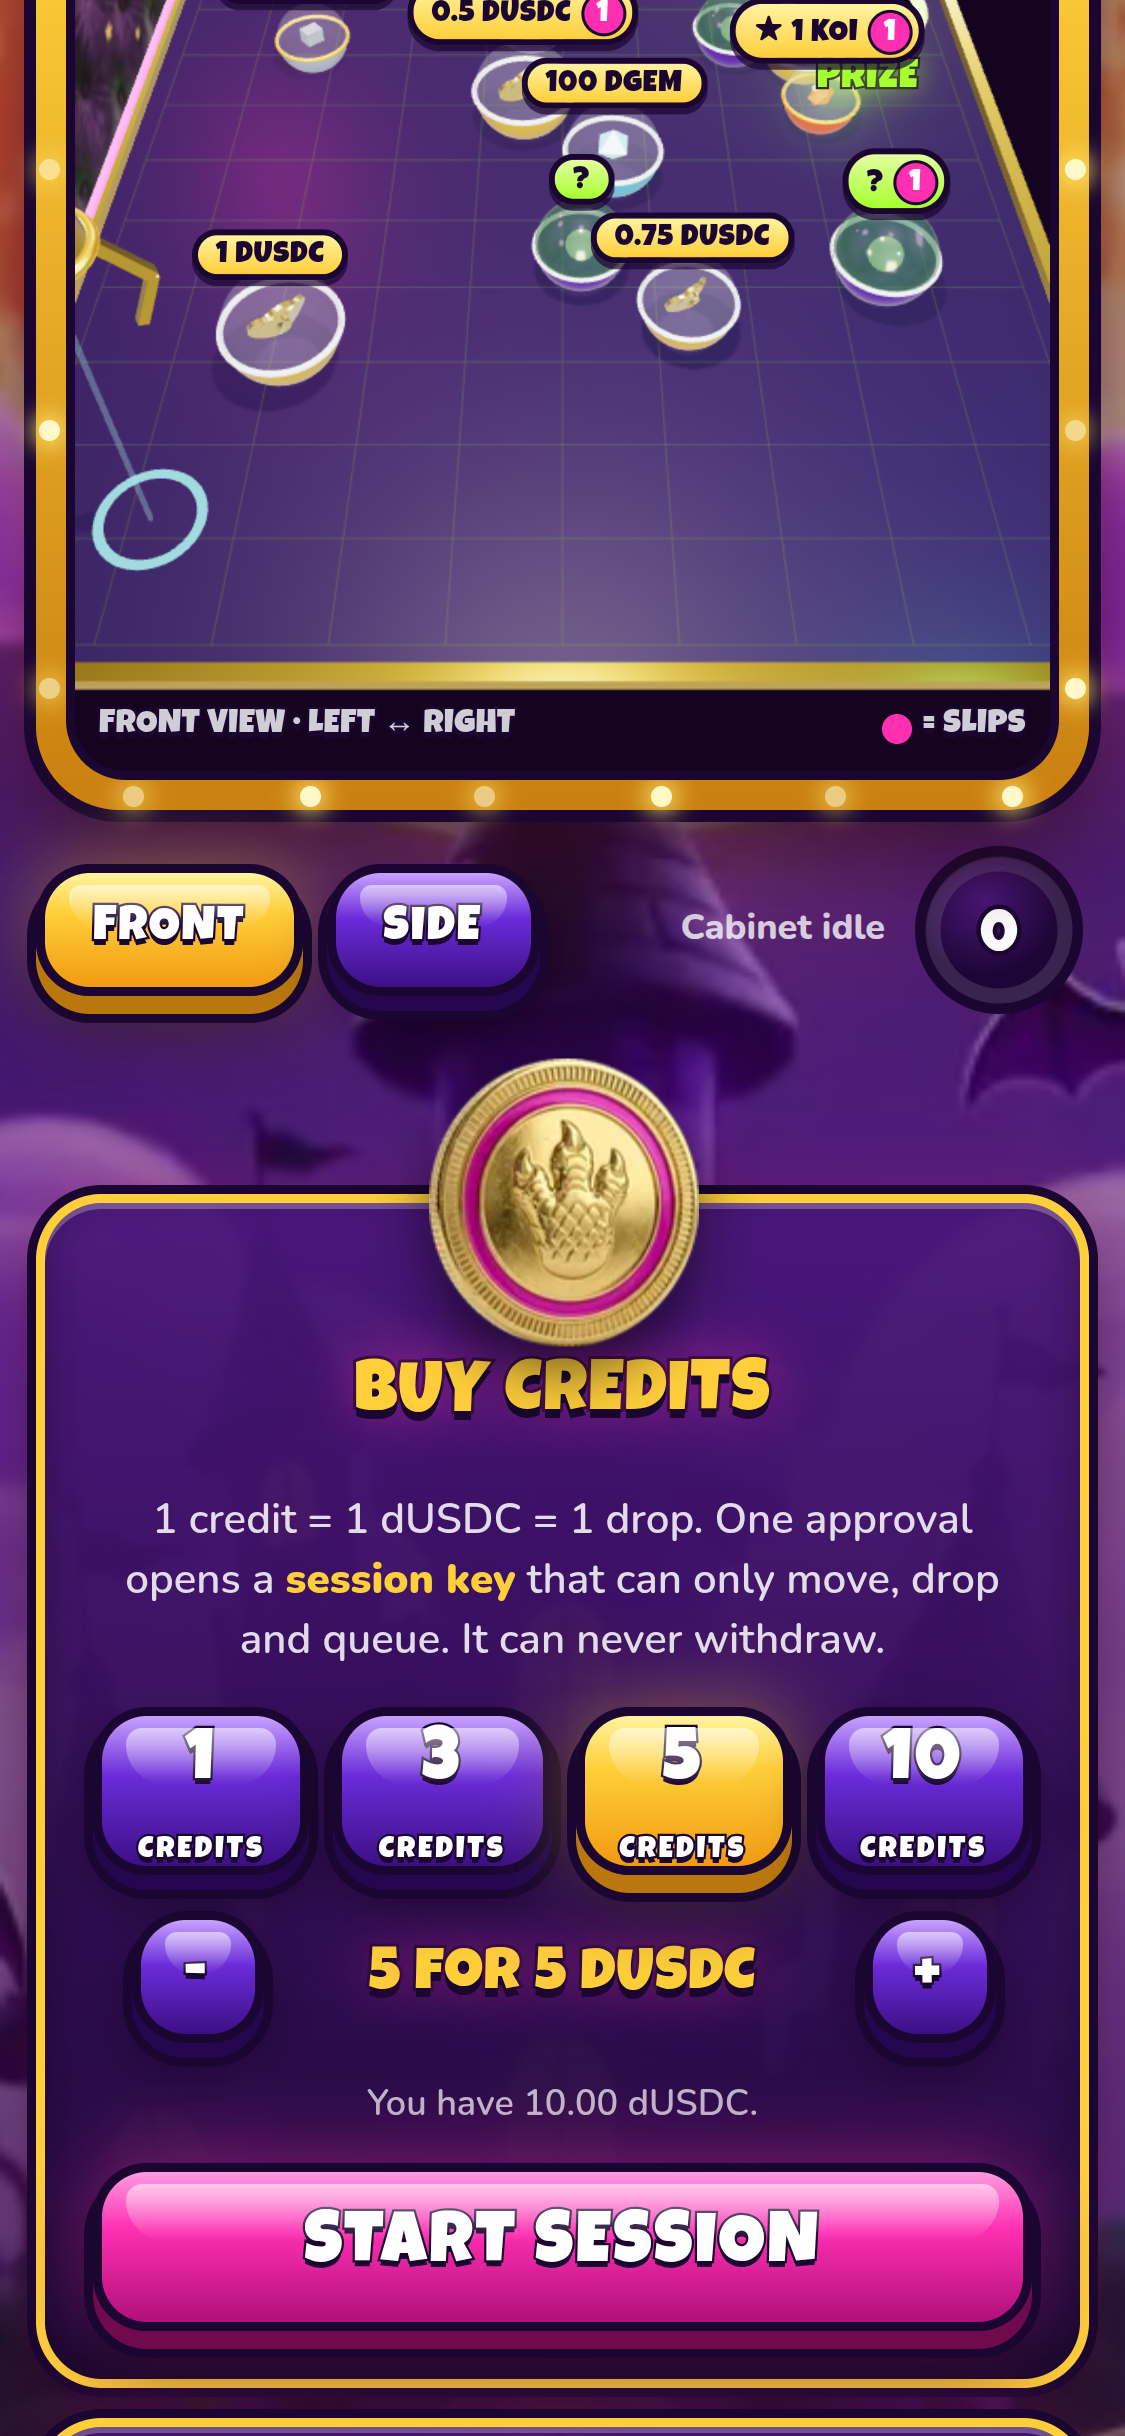 0.5 DUSDC 1
★ 1 KOI 1
PRIZE
100 DGEM
?
? 1
0.75 DUSDC
1 DUSDC
FRONT VIEW · LEFT ↔ RIGHT
= SLIPS
FRONT
SIDE
Cabinet idle
0
BUY CREDITS
1 credit = 1 dUSDC = 1 drop. One approval
opens a session key that can only move, drop
and queue. It can never withdraw.
1 CREDITS
3 CREDITS
5 CREDITS
10 CREDITS
-
5 FOR 5 DUSDC
+
You have 10.00 dUSDC.
START SESSION